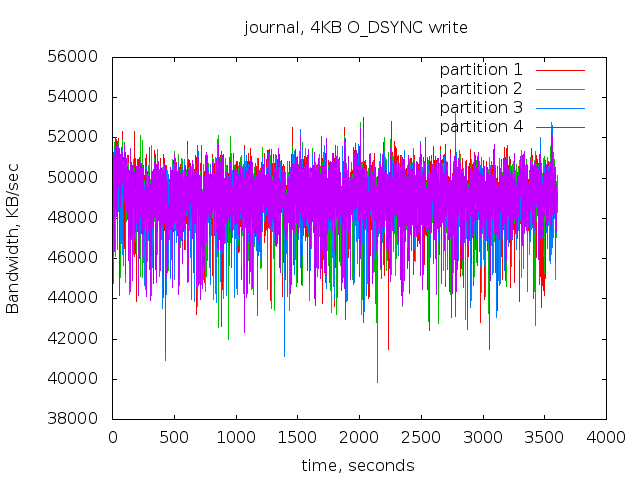 journal, 4KB O_DSYNC write
56000
54000
52000
50000
48000
46000
44000
42000
40000
38000
partition 1
partition 2
partition 3
partition 4
Bandwidth, KB/sec
0 500 1000 1500 2000 2500 3000 3500 4000
time, seconds